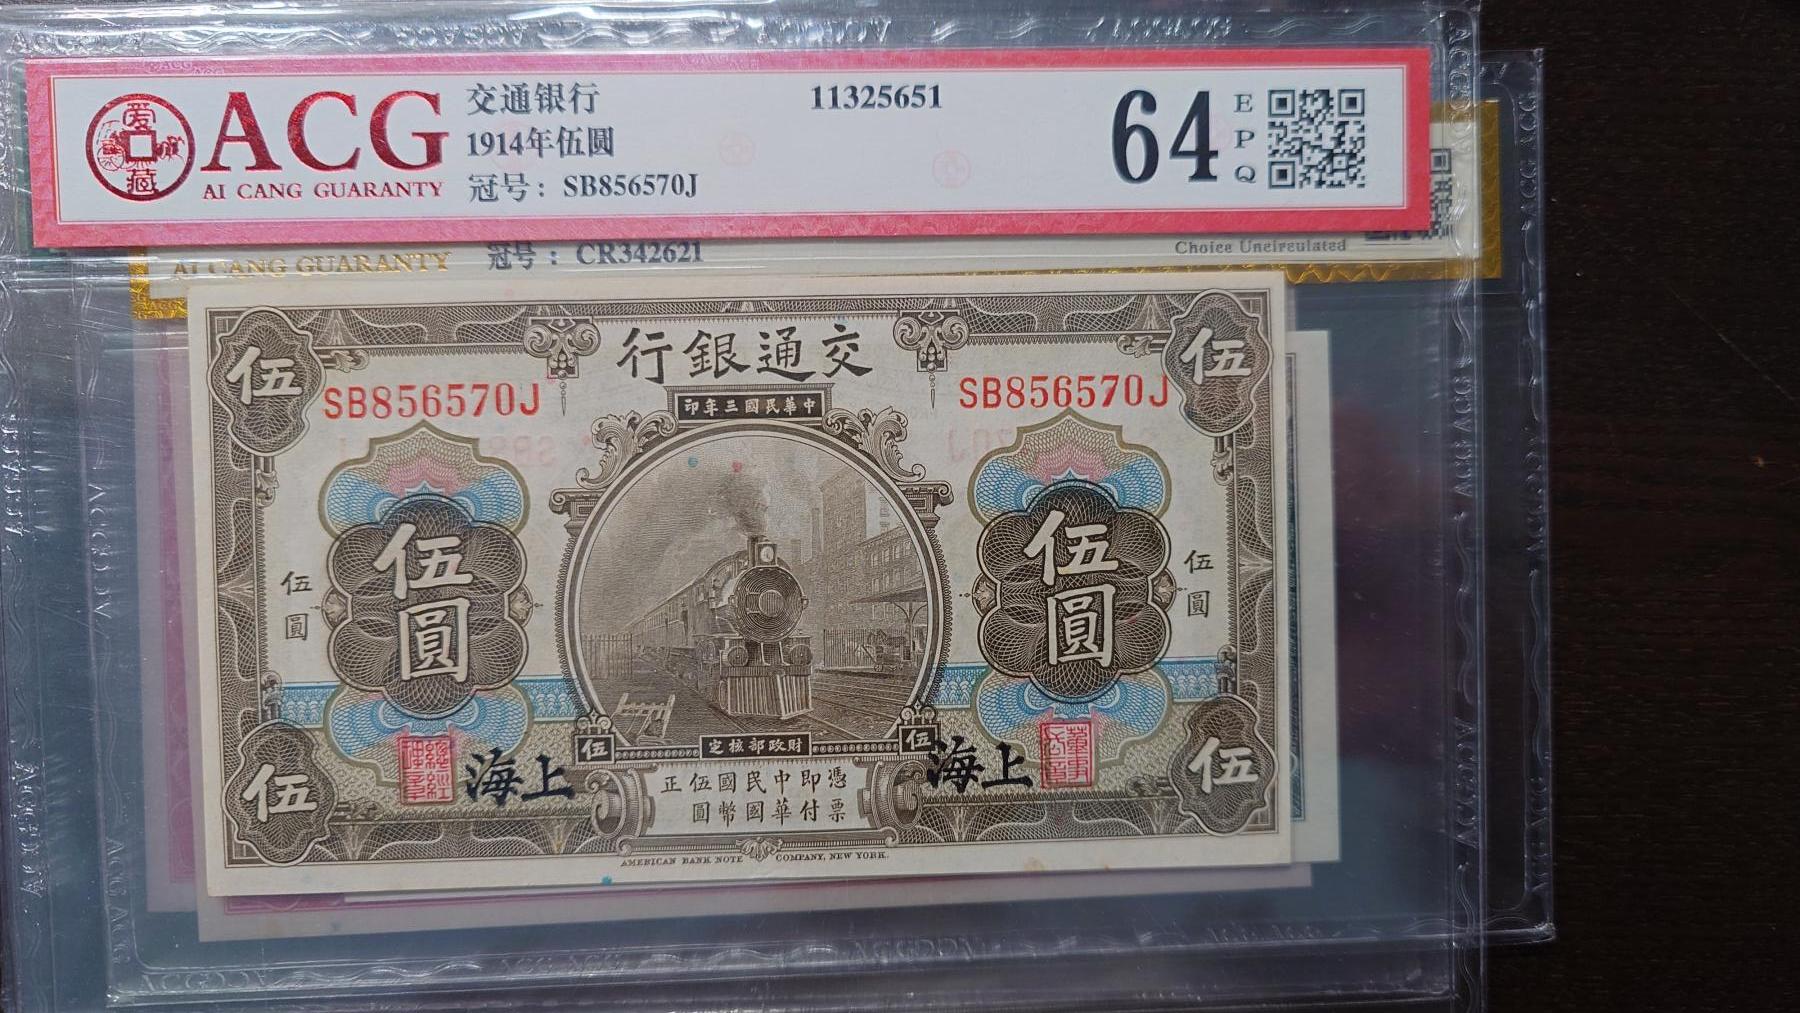 爱藏
ACG
AI CANG GUARANTY
交通银行
1914年伍圆
冠号: SB856570J
11325651
64
EPQ
AI CANG GUARANTY
冠号: CR342621
Choice Uncirculated
行銀通交
印年三國民華中
伍
伍
SB856570J
SB856570J
伍圓
伍圓
伍圓
伍圓
伍
伍
定核部政財
海上
海上
伍
伍
正伍國民中即憑
圓幣國華付票
AMERICAN BANK NOTE COMPANY, NEW YORK.